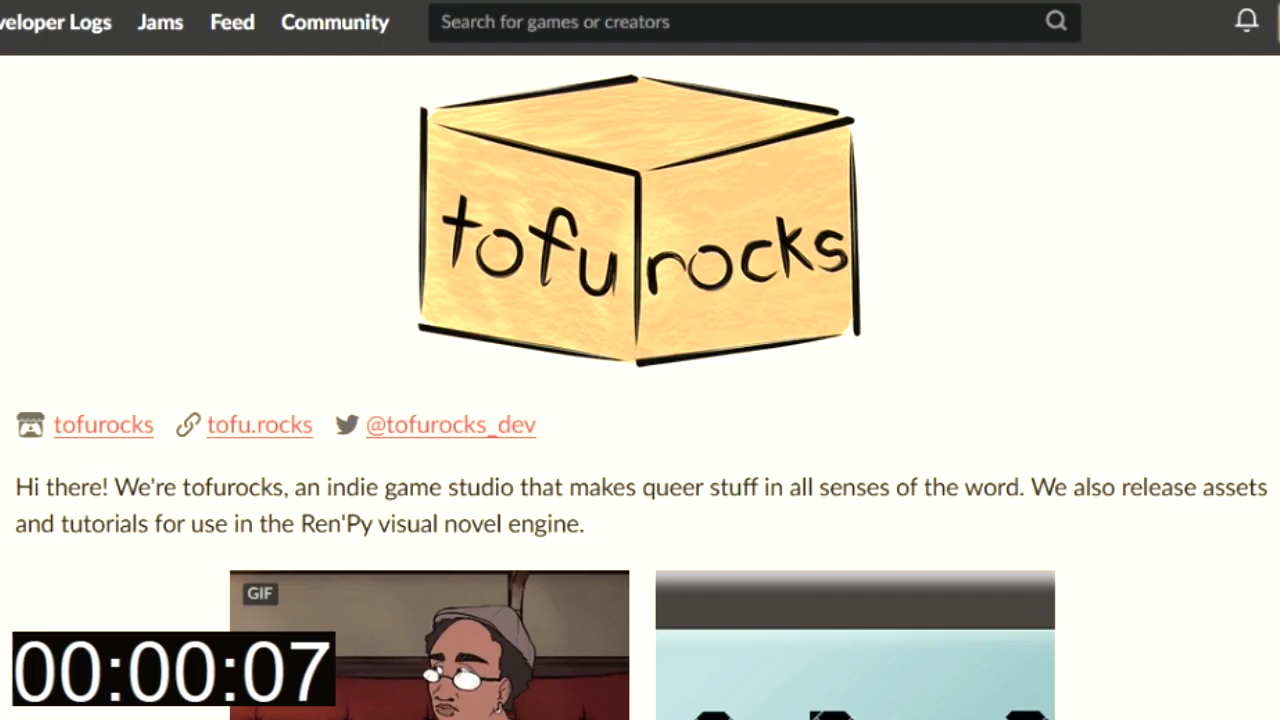 veloper Logs Jams Feed Community Search for games or creators
tofu rocks
tofurocks tofu.rocks @tofurocks_dev
Hi there! We're tofurocks, an indie game studio that makes queer stuff in all senses of the word. We also release assets
and tutorials for use in the Ren'Py visual novel engine.
GIF
00:00:07